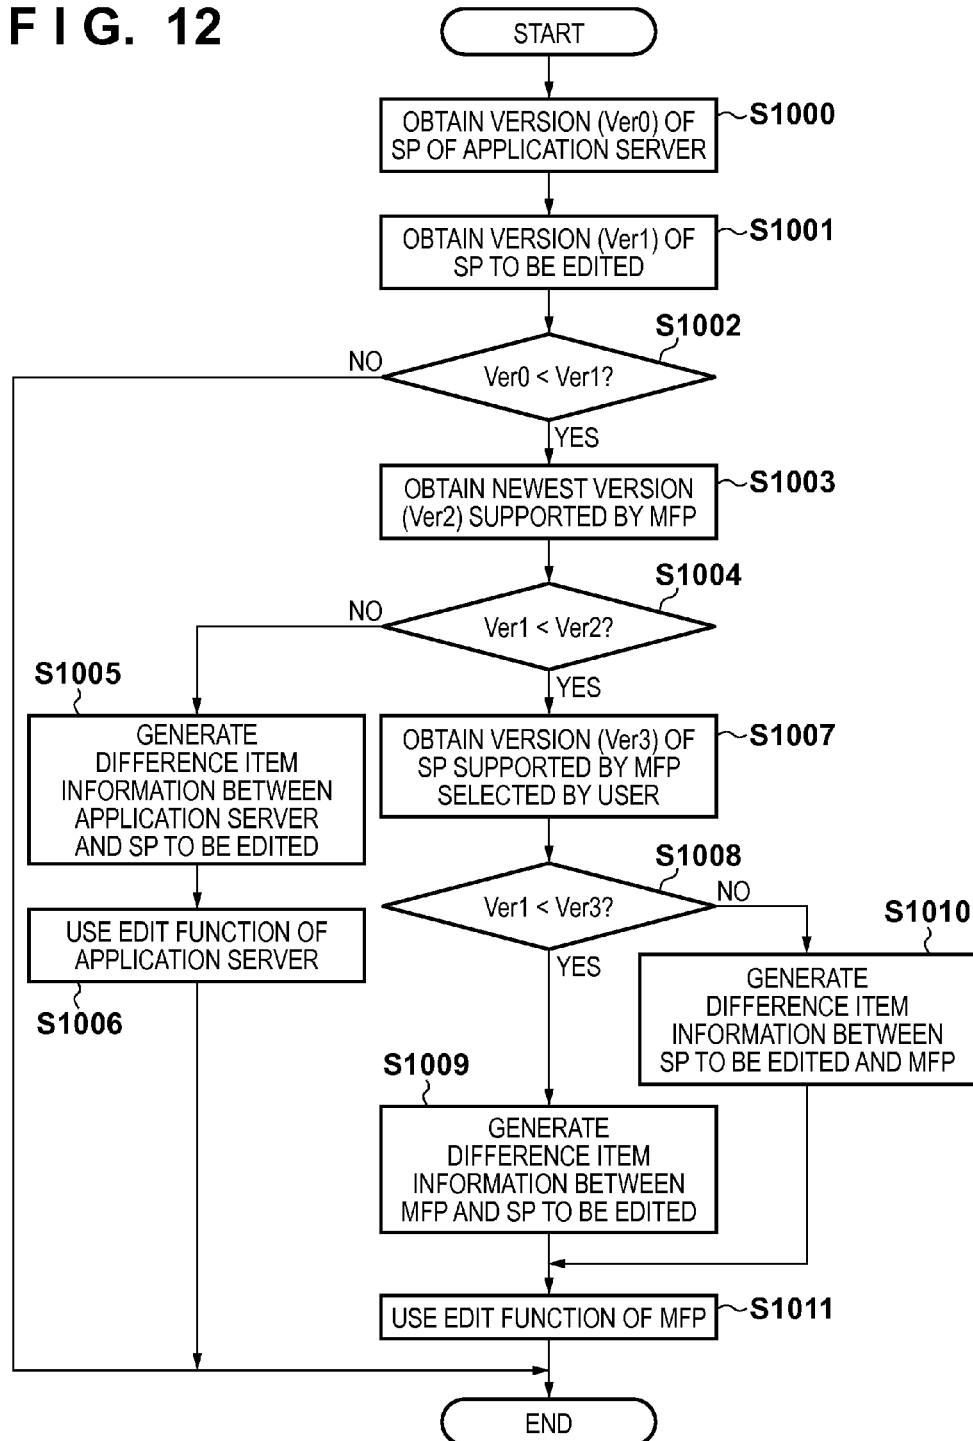 FIG. 12
START
OBTAIN VERSION (Ver0) OF
SP OF APPLICATION SERVER
S1000
OBTAIN VERSION (Ver1) OF
SP TO BE EDITED
S1001
S1002
NO
Ver0 < Ver1?
YES
OBTAIN NEWEST VERSION
(Ver2) SUPPORTED BY MFP
S1003
S1004
NO
Ver1 < Ver2?
YES
S1005
GENERATE
DIFFERENCE ITEM
INFORMATION BETWEEN
APPLICATION SERVER
AND SP TO BE EDITED
OBTAIN VERSION (Ver3) OF
SP SUPPORTED BY MFP
SELECTED BY USER
S1007
S1008
Ver1 < Ver3?
NO
YES
USE EDIT FUNCTION OF
APPLICATION SERVER
S1006
S1010
GENERATE
DIFFERENCE ITEM
INFORMATION BETWEEN
SP TO BE EDITED AND MFP
S1009
GENERATE
DIFFERENCE ITEM
INFORMATION BETWEEN
MFP AND SP TO BE EDITED
USE EDIT FUNCTION OF MFP
S1011
END